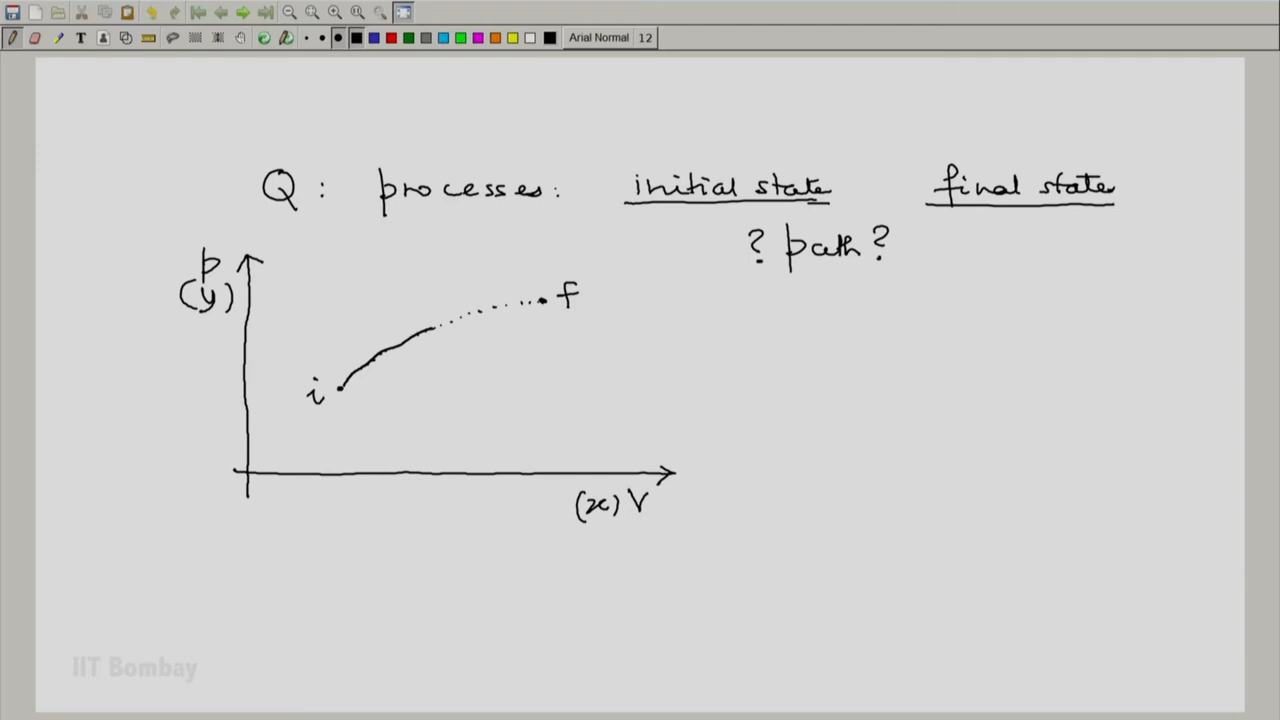 T Arial Normal 12
Q : processes: initial state final state
? path ?
p
(y)
f
i
(x) V
IIT Bombay